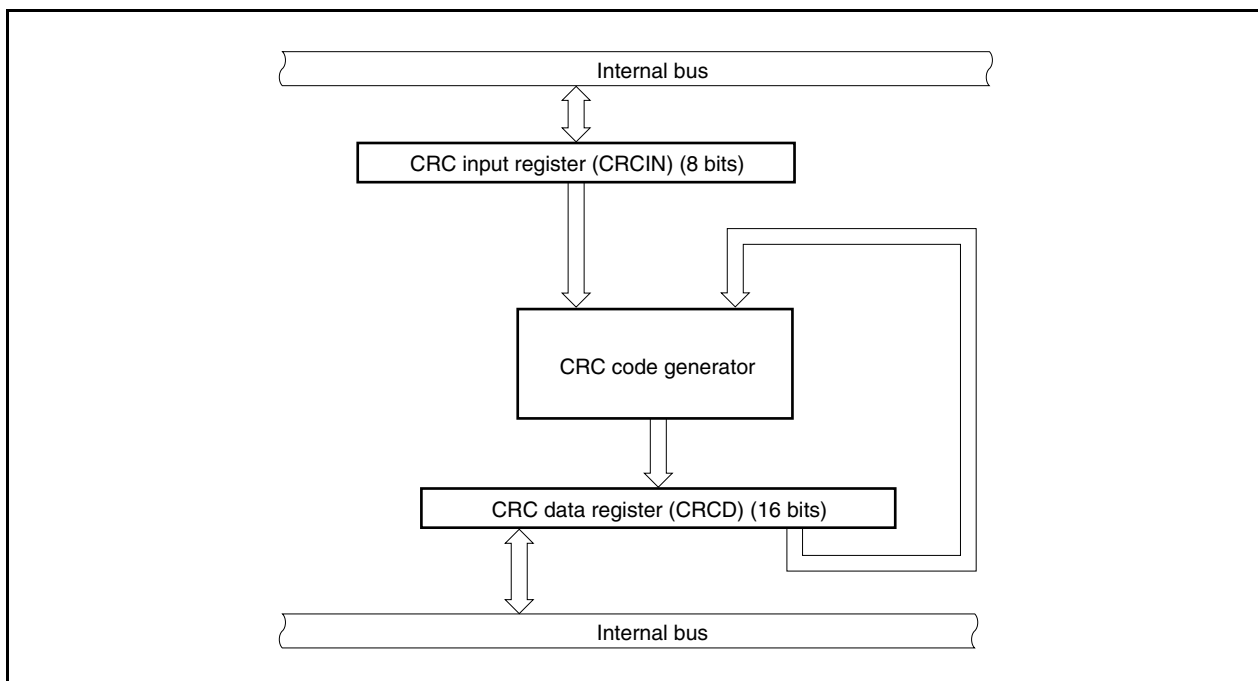 Internal bus
CRC input register (CRCIN) (8 bits)
CRC code generator
CRC data register (CRCD) (16 bits)
Internal bus